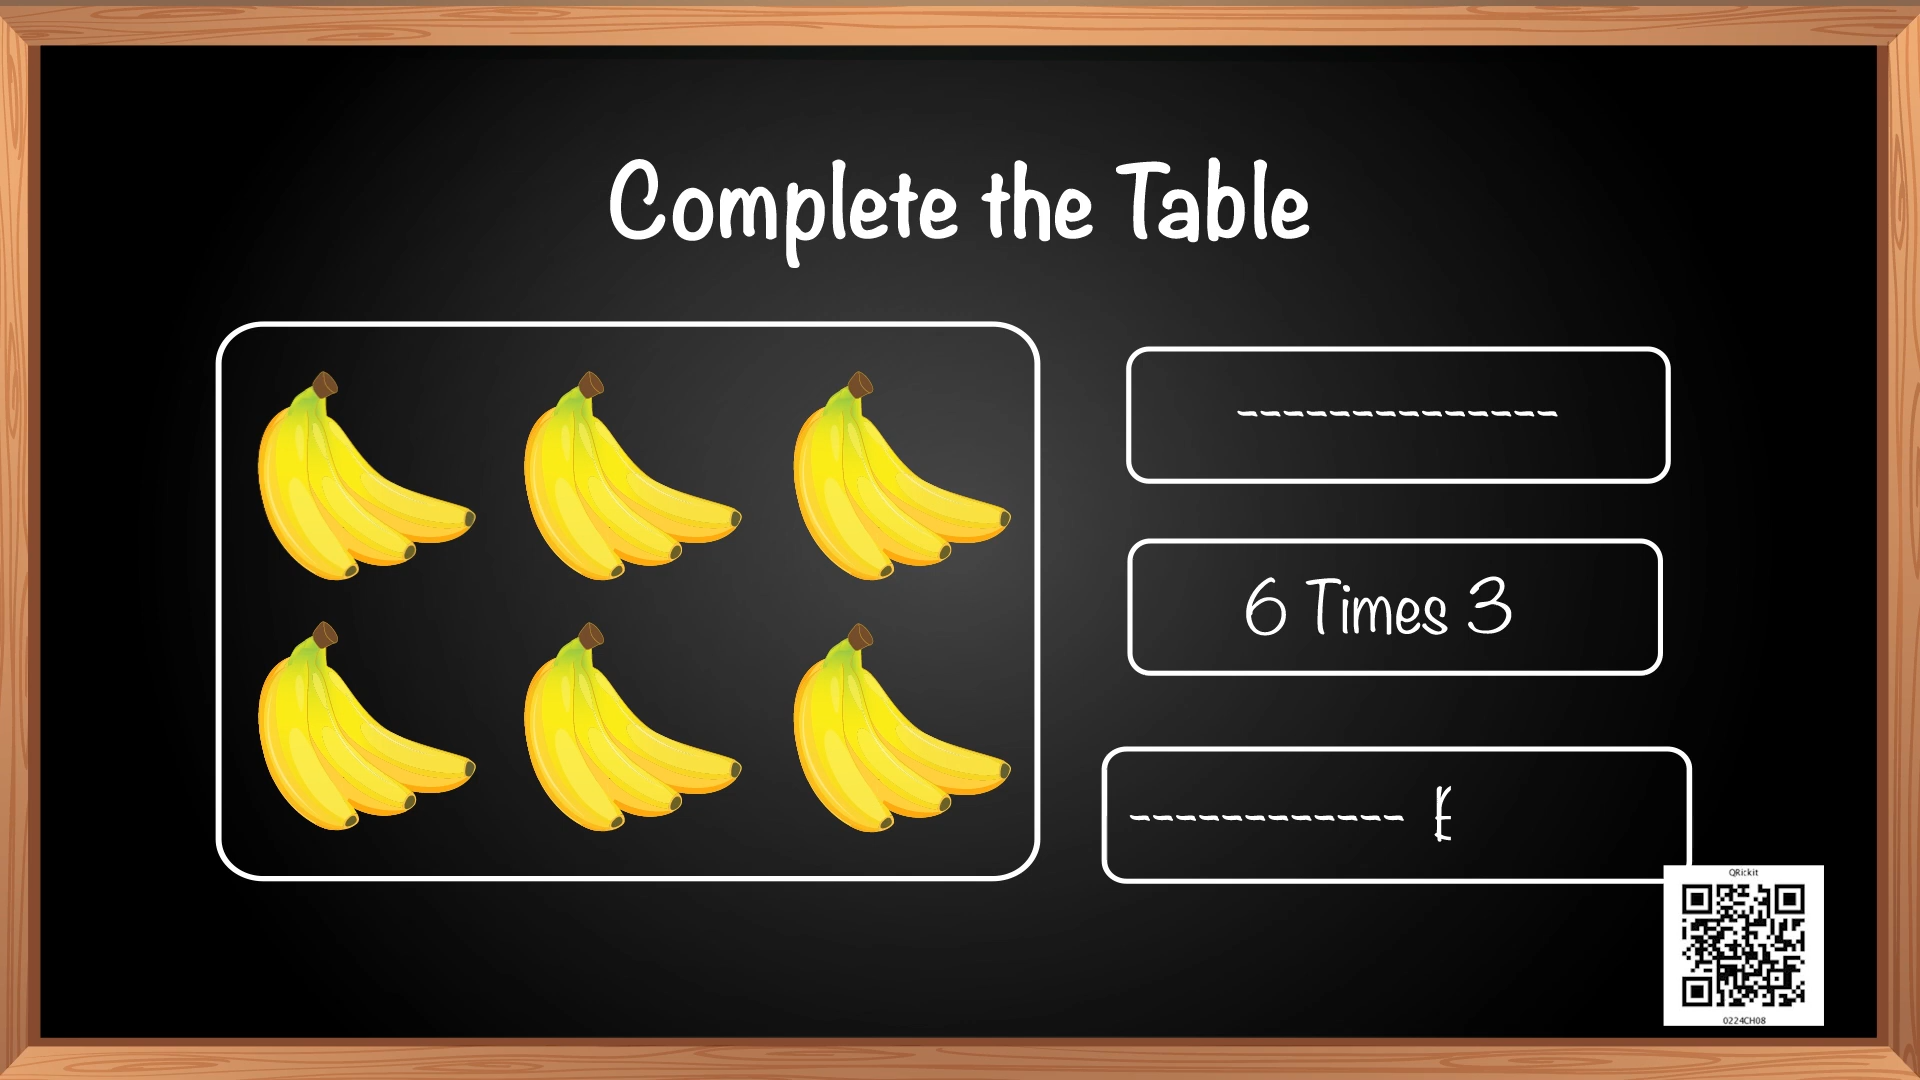 Complete the Table
--------------
6 Times 3
------------
QRickit
0224CH08